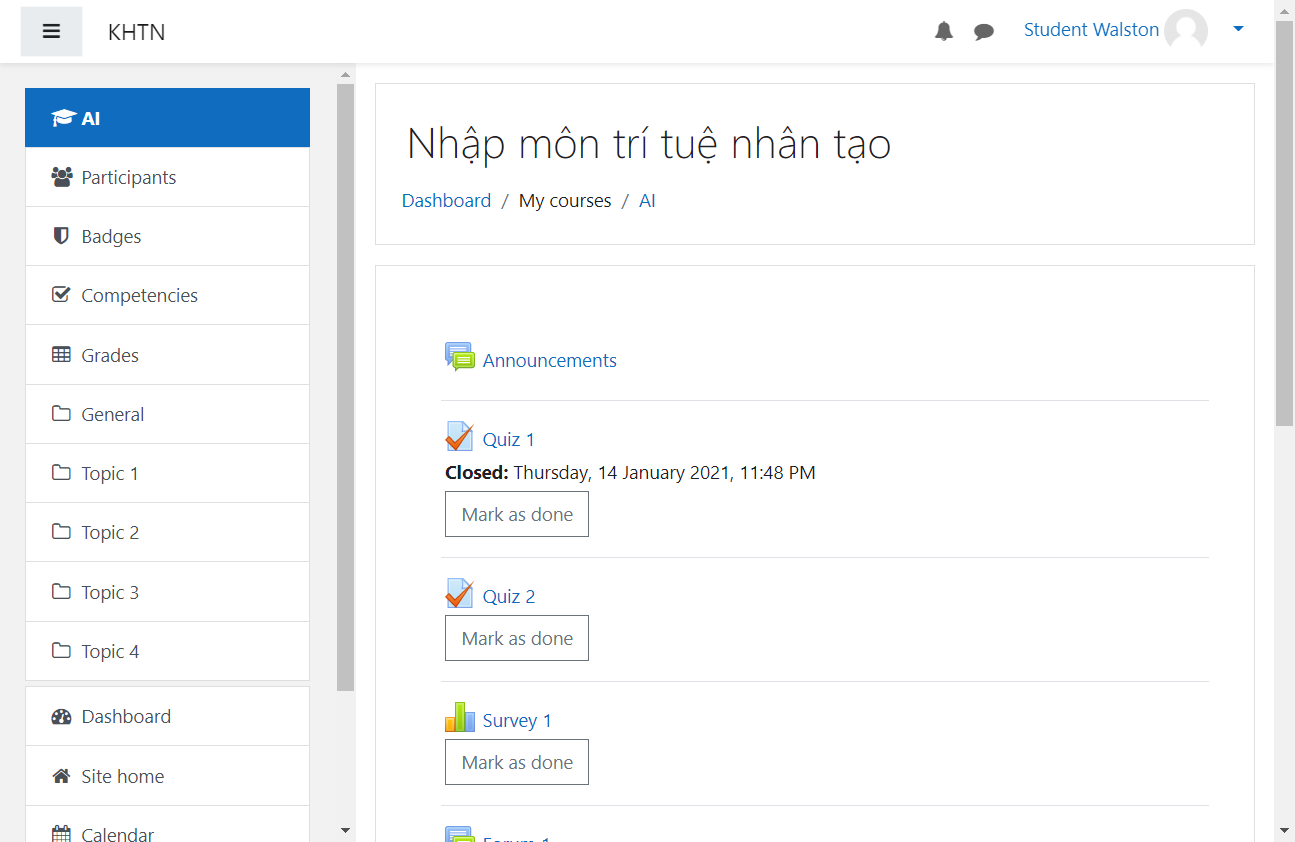 KHTN
Student Walston
AI
Participants
Badges
Competencies
Grades
General
Topic 1
Topic 2
Topic 3
Topic 4
Dashboard
Site home
Calendar
Nhập môn trí tuệ nhân tạo
Dashboard / My courses / AI
Announcements
Quiz 1
Closed: Thursday, 14 January 2021, 11:48 PM
Mark as done
Quiz 2
Mark as done
Survey 1
Mark as done
Forum 1